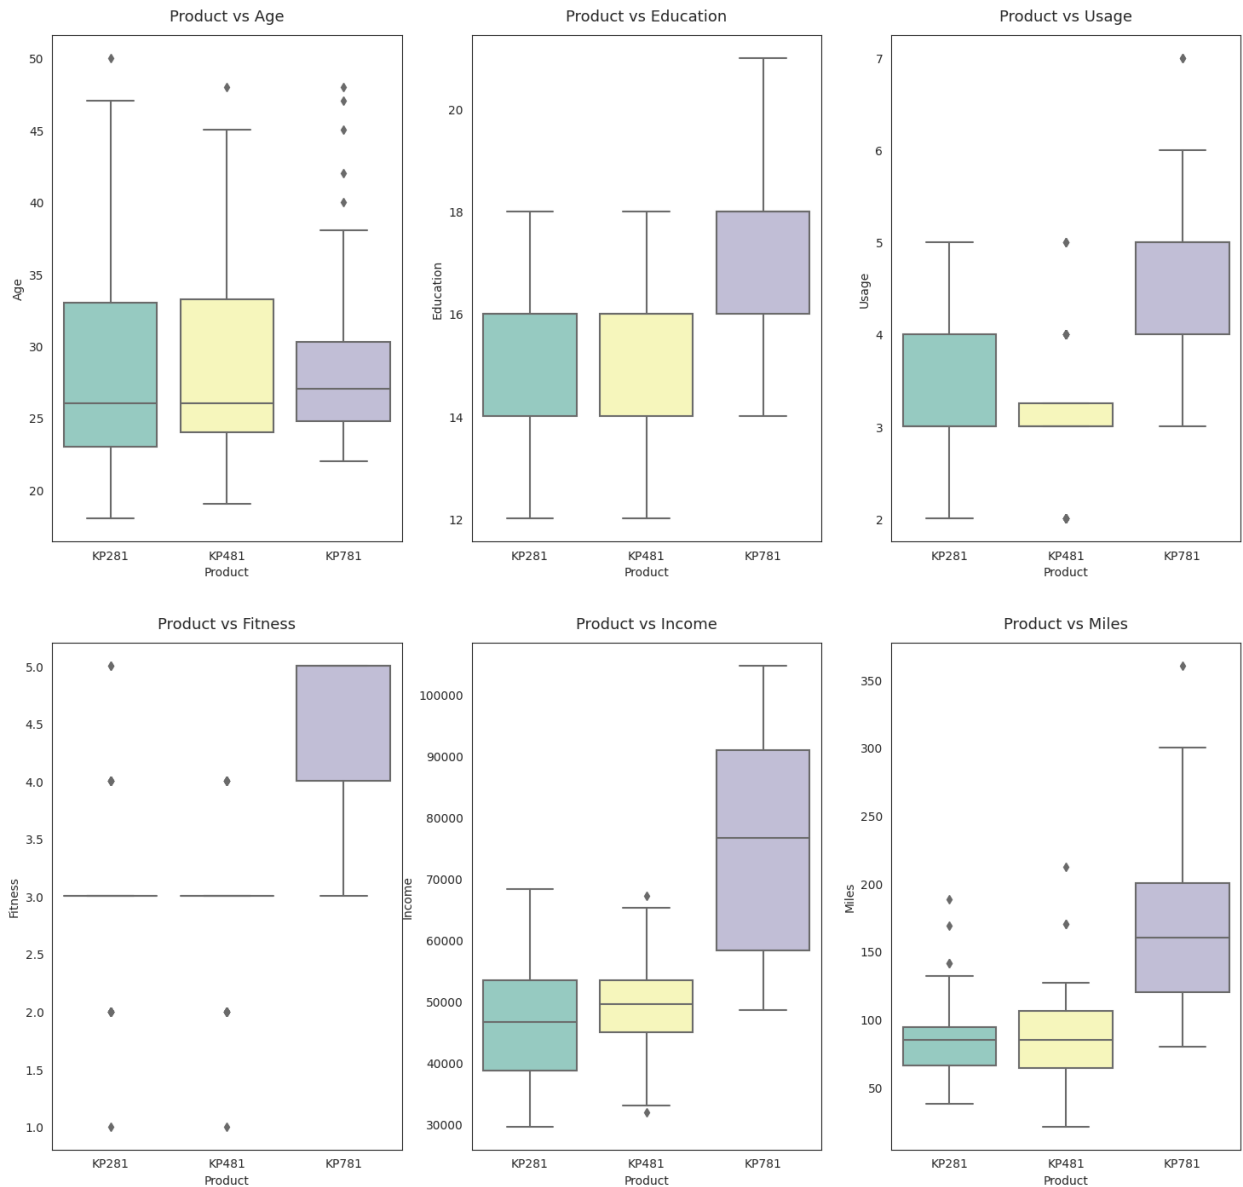 Product vs Age
Product vs Education
Product vs Usage
50
45
40
35
30
25
20
Age
KP281
KP481
KP781
Product
20
18
16
14
12
Education
KP281
KP481
KP781
Product
7
6
5
4
3
2
Usage
KP281
KP481
KP781
Product
Product vs Fitness
Product vs Income
Product vs Miles
5.0
4.5
4.0
3.5
3.0
2.5
2.0
1.5
1.0
Fitness
KP281
KP481
KP781
Product
100000
90000
80000
70000
60000
50000
40000
30000
Income
KP281
KP481
KP781
Product
350
300
250
200
150
100
50
Miles
KP281
KP481
KP781
Product